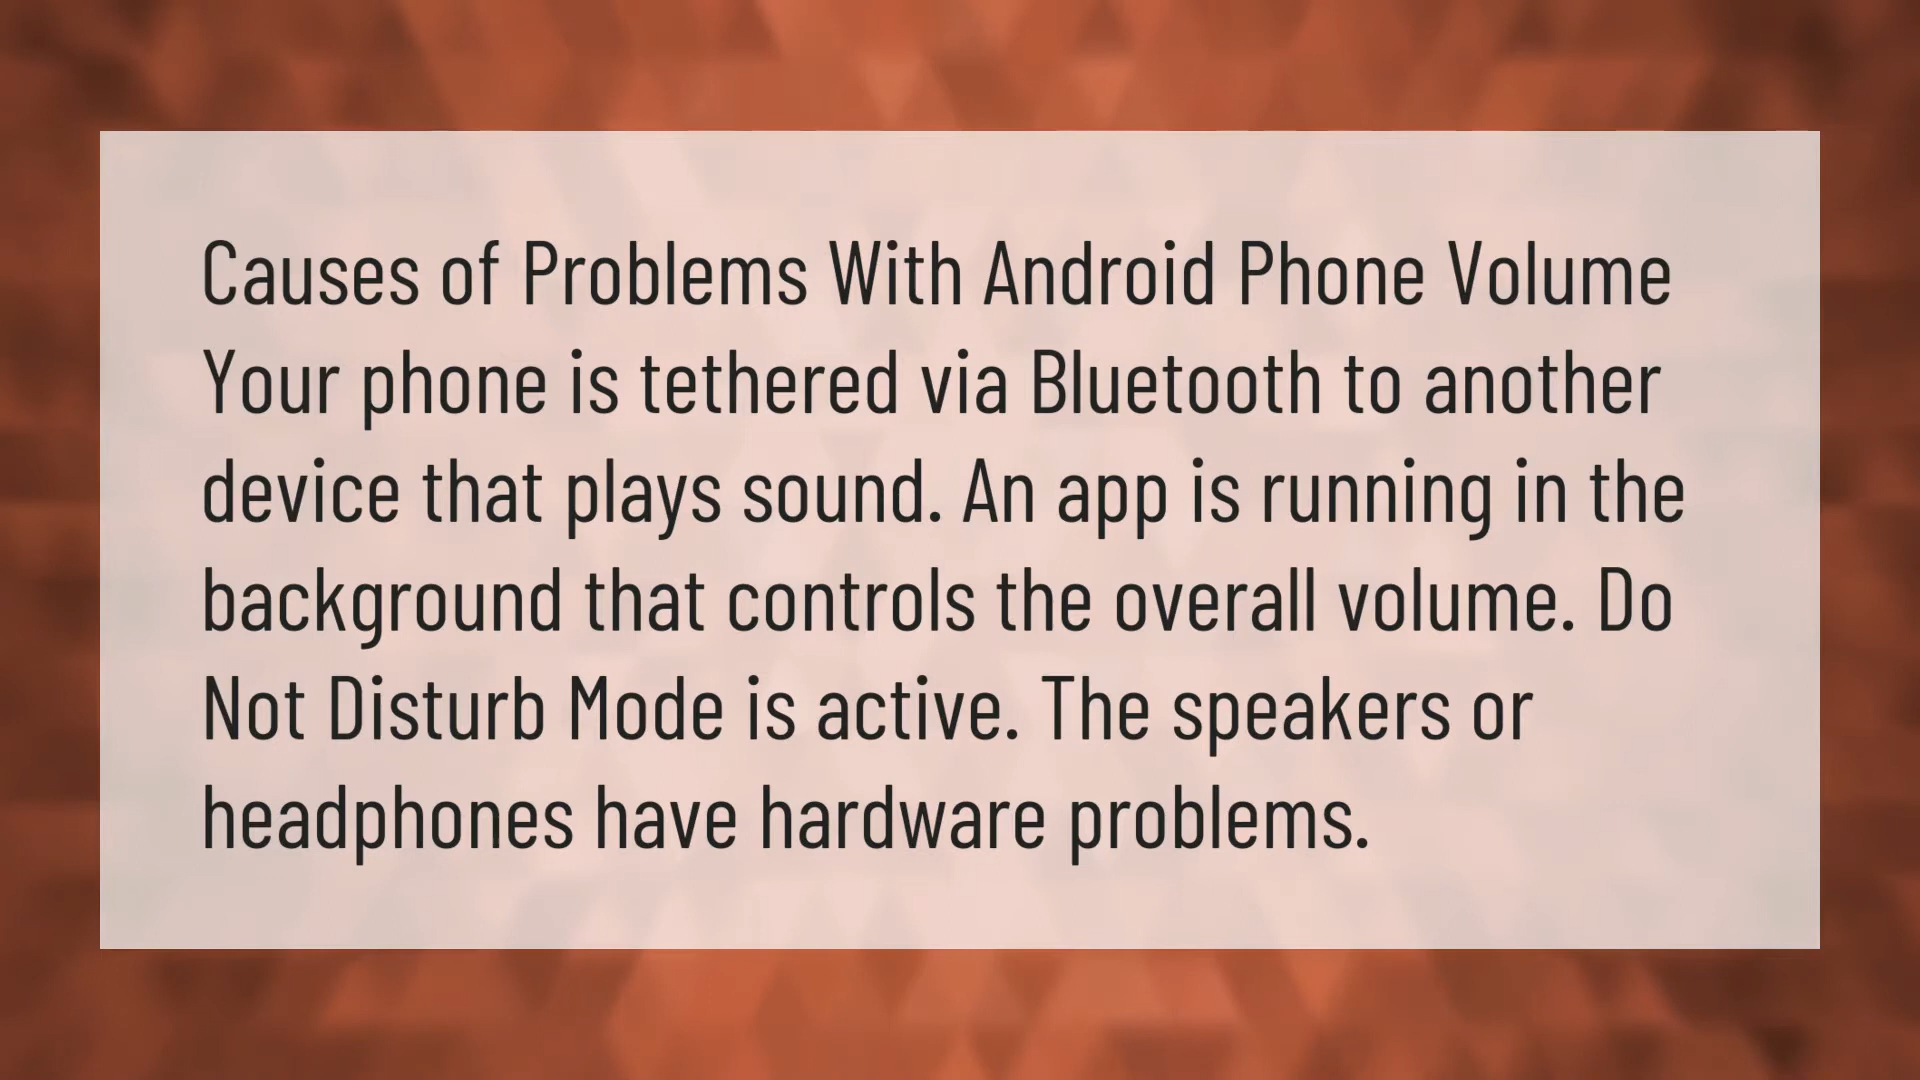 Causes of Problems With Android Phone Volume
Your phone is tethered via Bluetooth to another
device that plays sound. An app is running in the
background that controls the overall volume. Do
Not Disturb Mode is active. The speakers or
headphones have hardware problems.